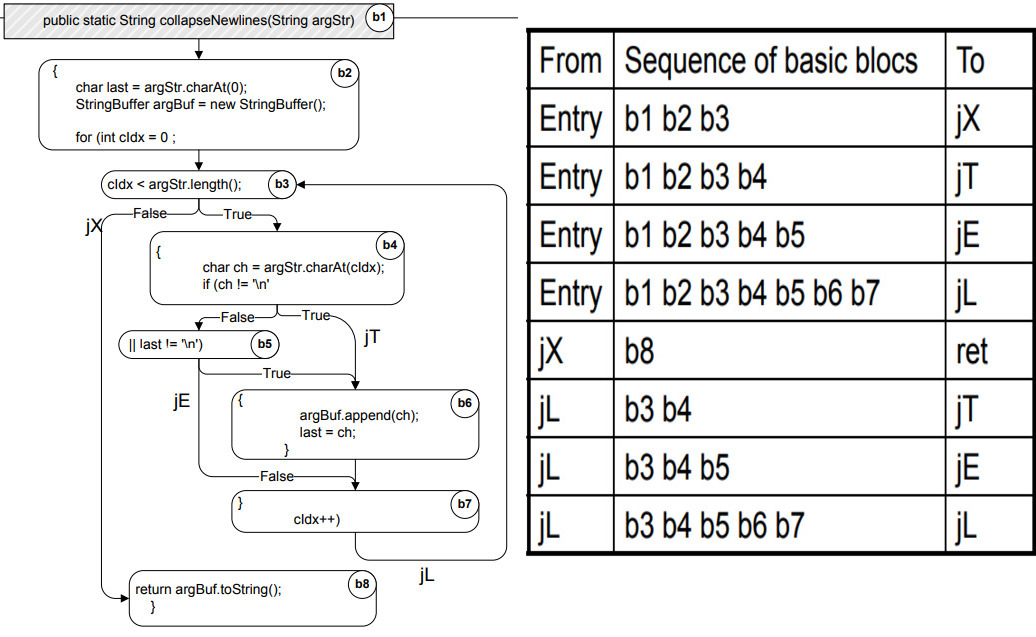 public static String collapseNewlines(String argStr)
b1
{
b2
char last = argStr.charAt(0);
StringBuffer argBuf = new StringBuffer();
for (int cIdx = 0 ;
cIdx < argStr.length();
b3
jX
False
True
{
b4
char ch = argStr.charAt(cIdx);
if (ch != '\n'
False
True
jT
|| last != '\n')
b5
True
jE
{
b6
argBuf.append(ch);
last = ch;
}
False
}
b7
cIdx++)
jL
return argBuf.toString();
b8
}
From Sequence of basic blocs To
Entry b1 b2 b3 jX
Entry b1 b2 b3 b4 jT
Entry b1 b2 b3 b4 b5 jE
Entry b1 b2 b3 b4 b5 b6 b7 jL
jX b8 ret
jL b3 b4 jT
jL b3 b4 b5 jE
jL b3 b4 b5 b6 b7 jL